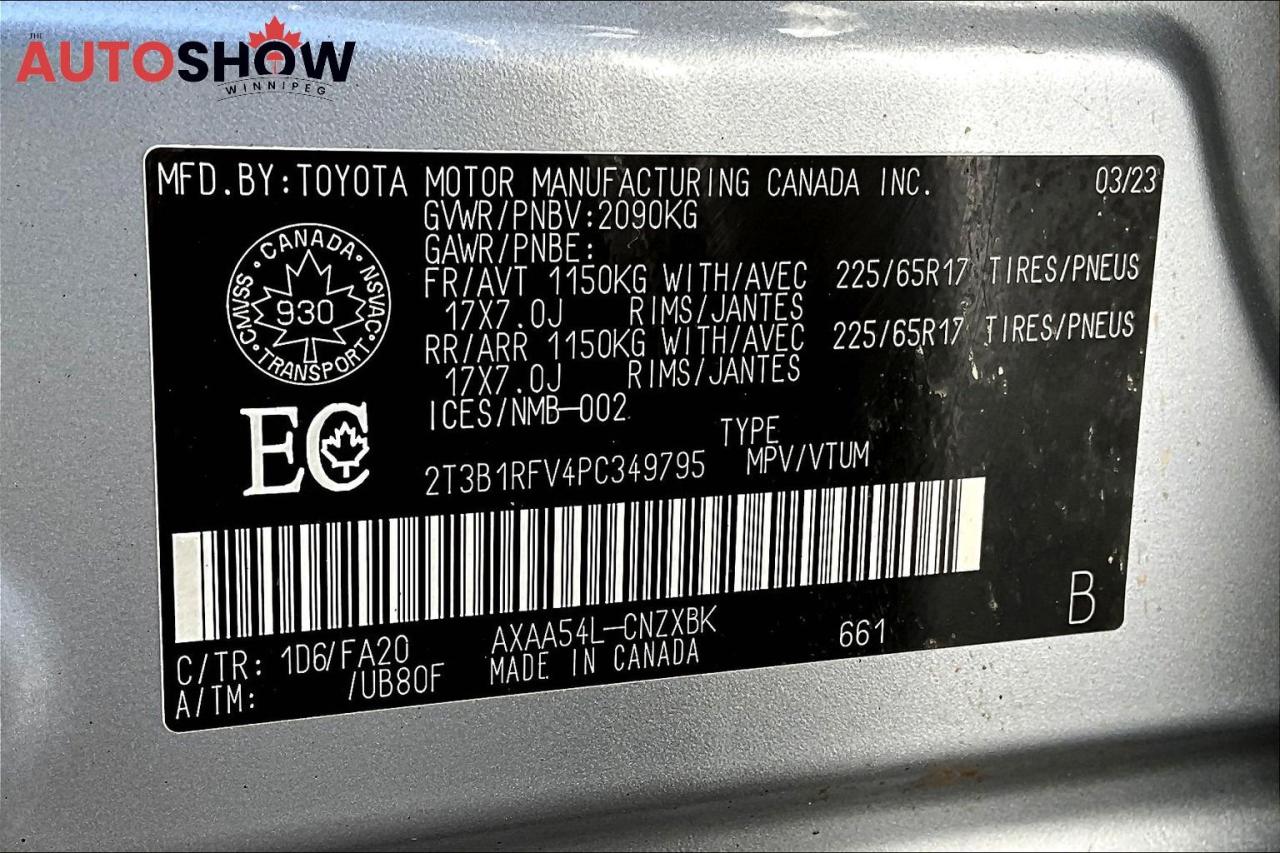 THE
AUTOSHOW
WINNIPEG
MFD.BY:TOYOTA MOTOR MANUFACTURING CANADA INC. 03/23
GVWR/PNBV:2090KG
GAWR/PNBE:
FR/AVT 1150KG WITH/AVEC 225/65R17 TIRES/PNEUS
17X7.0J RIMS/JANTES
RR/ARR 1150KG WITH/AVEC 225/65R17 TIRES/PNEUS
17X7.0J RIMS/JANTES
ICES/NMB-002
CANADA · NSVAC · TRANSPORT · CMVSS
930
EC
TYPE
2T3B1RFV4PC349795 MPV/VTUM
B
C/TR: 1D6/FA20 AXAA54L-CNZXBK 661
A/TM: /UB80F MADE IN CANADA